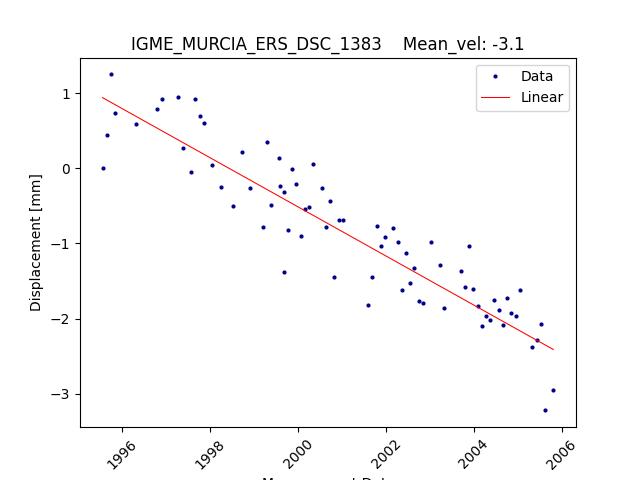 IGME_MURCIA_ERS_DSC_1383    Mean_vel: -3.1
Data
Linear
Displacement [mm]
1
0
−1
−2
−3
1996
1998
2000
2002
2004
2006